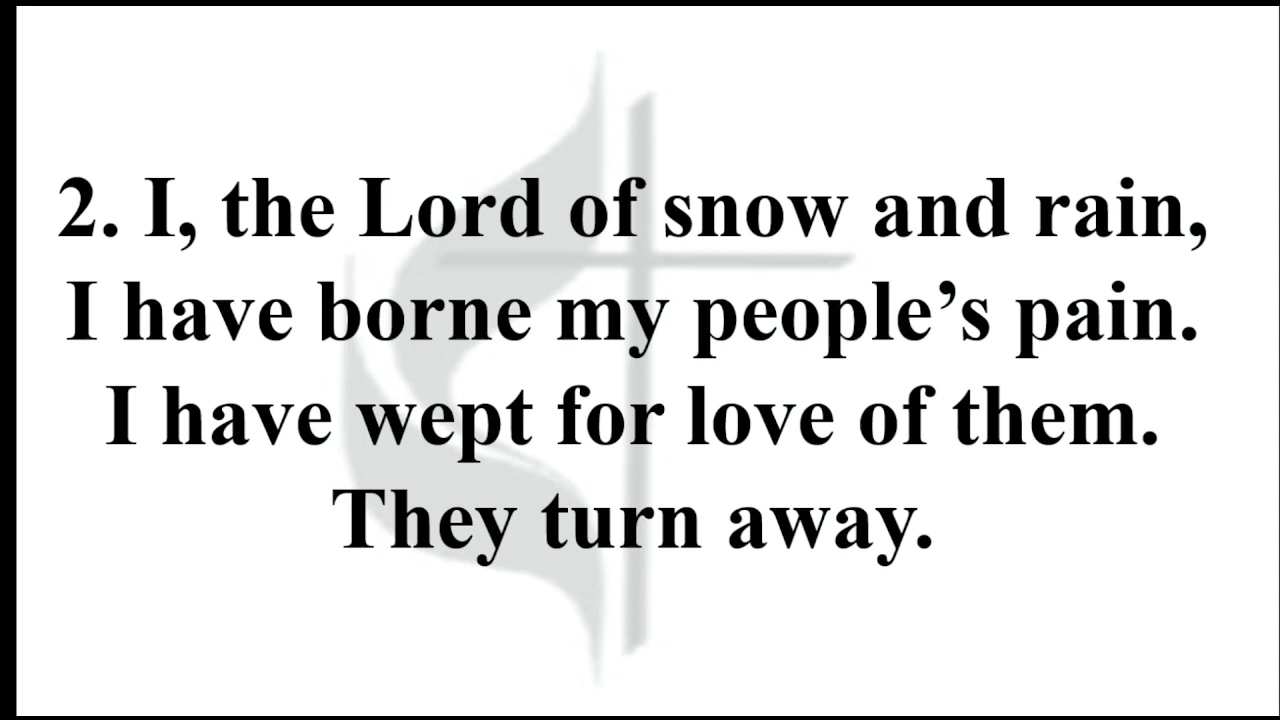 2. I, the Lord of snow and rain,
I have borne my people’s pain.
I have wept for love of them.
They turn away.